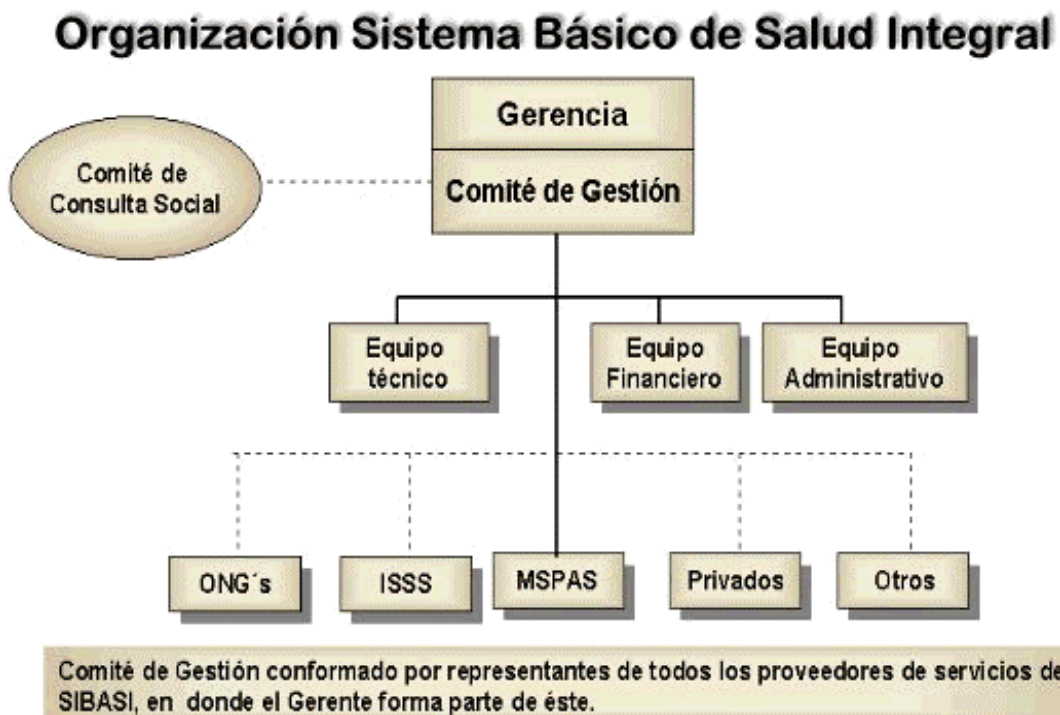 Organización Sistema Básico de Salud Integral
Gerencia
Comité de Gestión
Comité de
Consulta Social
Equipo
técnico
Equipo
Financiero
Equipo
Administrativo
ONG´s
ISSS
MSPAS
Privados
Otros
Comité de Gestión conformado por representantes de todos los proveedores de servicios de
SIBASI, en donde el Gerente forma parte de éste.